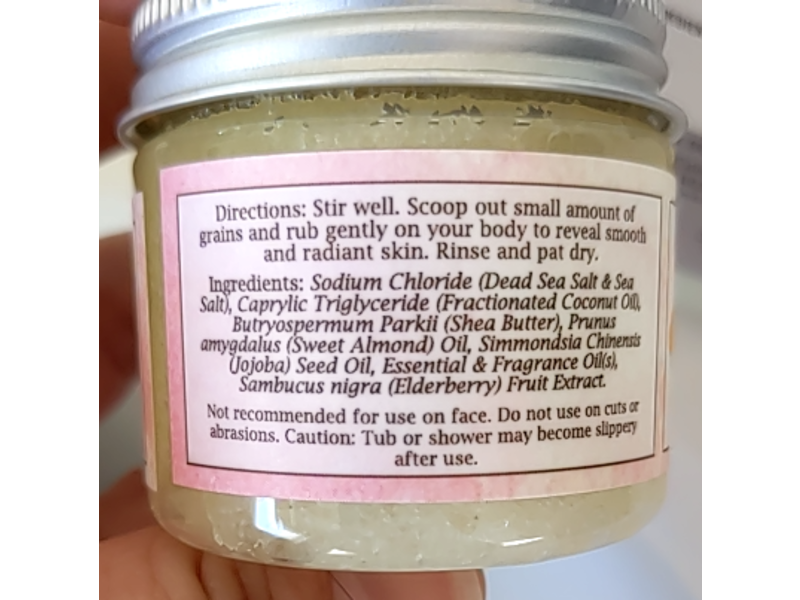 Directions: Stir well. Scoop out small amount of
grains and rub gently on your body to reveal smooth
and radiant skin. Rinse and pat dry.
Ingredients: Sodium Chloride (Dead Sea Salt & Sea
Salt), Caprylic Triglyceride (Fractionated Coconut Oil),
Butryospermum Parkii (Shea Butter), Prunus
amygdalus (Sweet Almond) Oil, Simmondsia Chinensis
(Jojoba) Seed Oil, Essential & Fragrance Oil(s),
Sambucus nigra (Elderberry) Fruit Extract.
Not recommended for use on face. Do not use on cuts or
abrasions. Caution: Tub or shower may become slippery
after use.